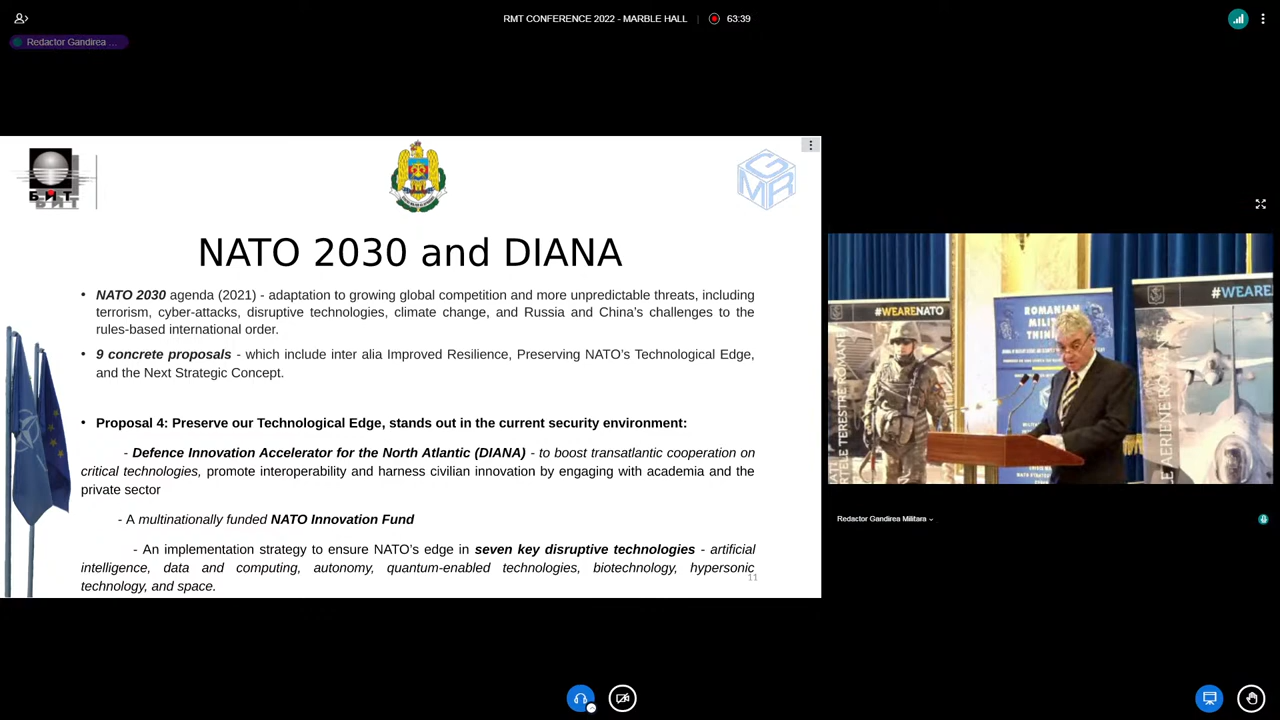 RMT CONFERENCE 2022 - MARBLE HALL
63:39
Redactor Gandirea ...
БИТ
GMR
NATO 2030 and DIANA
• NATO 2030 agenda (2021) - adaptation to growing global competition and more unpredictable threats, including
terrorism, cyber-attacks, disruptive technologies, climate change, and Russia and China's challenges to the
rules-based international order.
• 9 concrete proposals - which include inter alia Improved Resilience, Preserving NATO's Technological Edge,
and the Next Strategic Concept.
• Proposal 4: Preserve our Technological Edge, stands out in the current security environment:
- Defence Innovation Accelerator for the North Atlantic (DIANA) - to boost transatlantic cooperation on
critical technologies, promote interoperability and harness civilian innovation by engaging with academia and the
private sector
- A multinationally funded NATO Innovation Fund
- An implementation strategy to ensure NATO's edge in seven key disruptive technologies - artificial
intelligence, data and computing, autonomy, quantum-enabled technologies, biotechnology, hypersonic
technology, and space.
11
#WEARENATO
ROMANIAN
#WEARE
Redactor Gandirea Militara